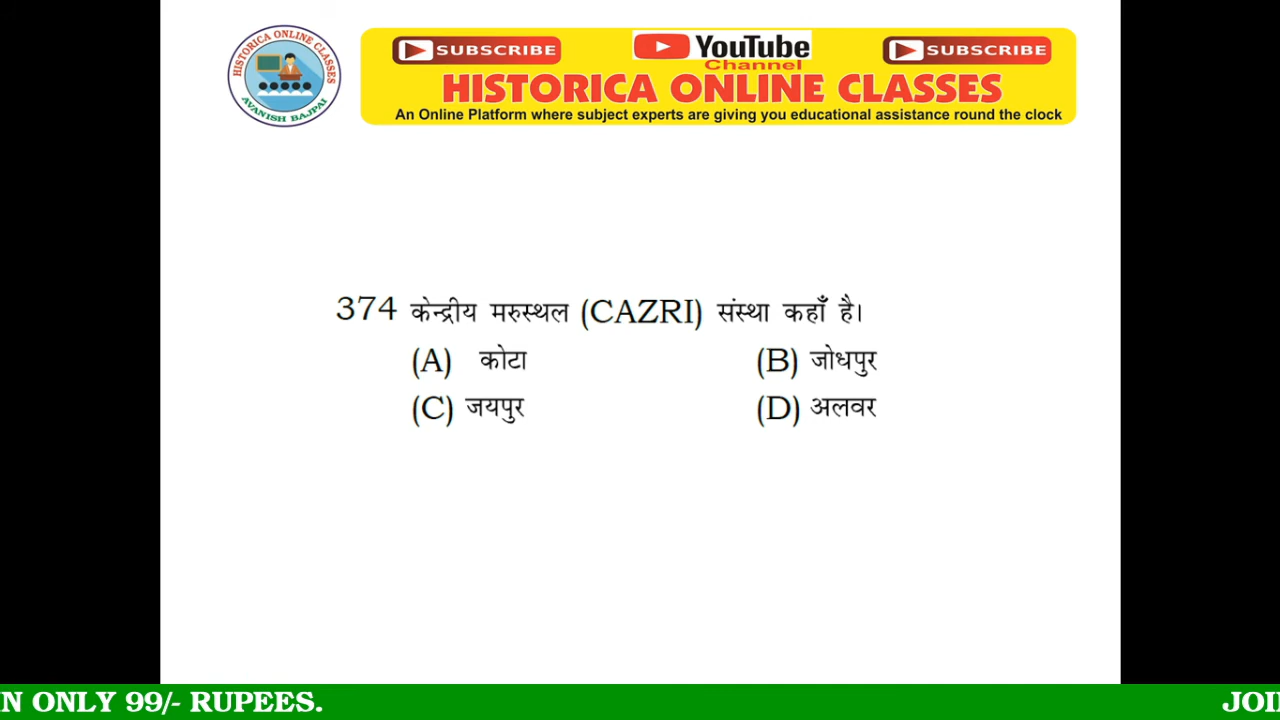 HISTORICA ONLINE CLASSES
AVANISH BAJPAI
SUBSCRIBE
YouTube
Channel
SUBSCRIBE
HISTORICA ONLINE CLASSES
An Online Platform where subject experts are giving you educational assistance round the clock
374 केन्द्रीय मरुस्थल (CAZRI) संस्था कहाँ है।
(A) कोटा (B) जोधपुर
(C) जयपुर (D) अलवर
N ONLY 99/- RUPEES. JOI